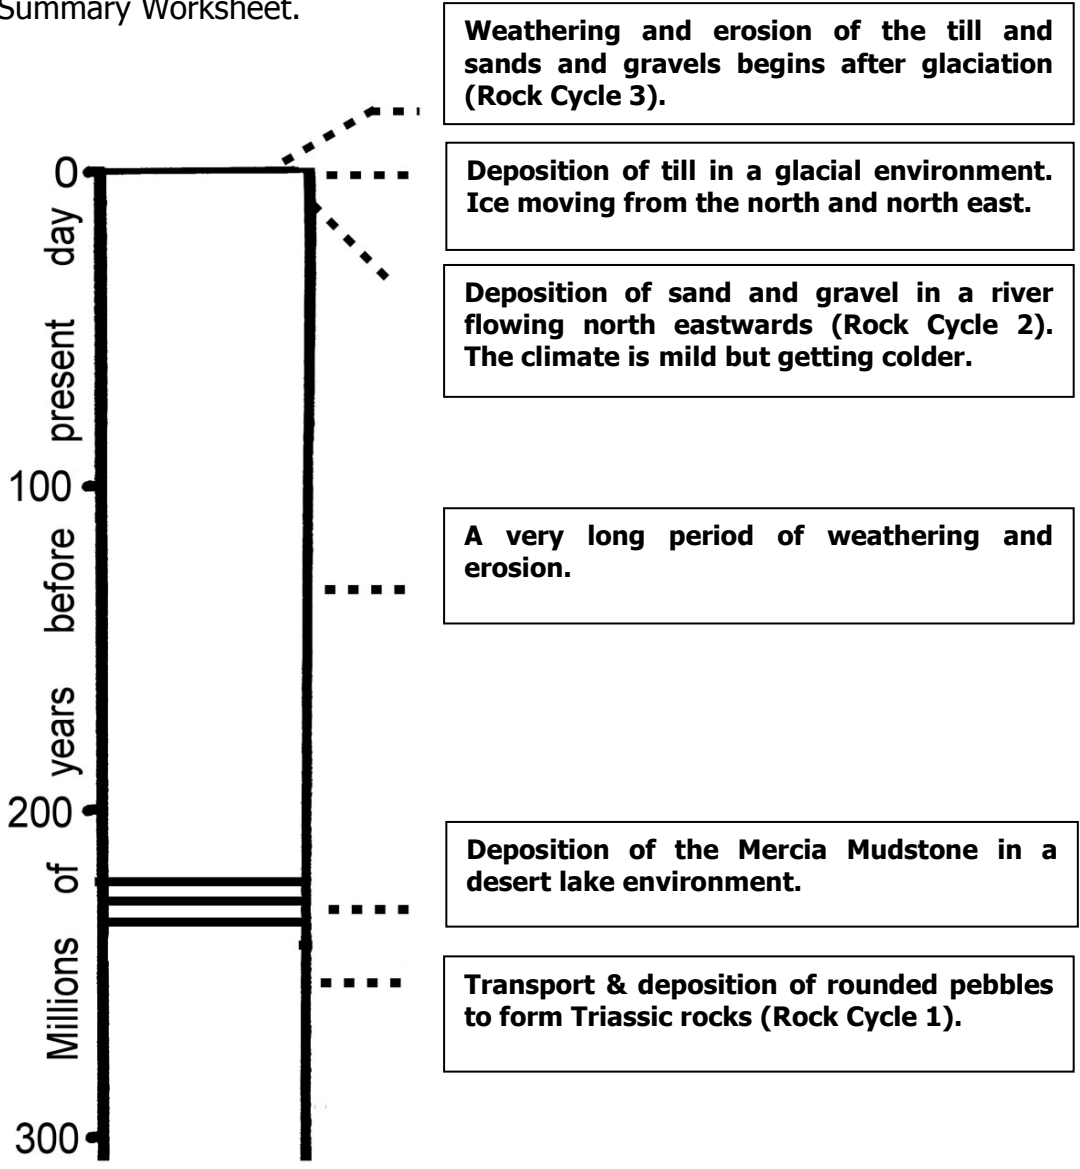 Summary Worksheet.
Weathering and erosion of the till and
sands and gravels begins after glaciation
(Rock Cycle 3).
0
Deposition of till in a glacial environment.
Ice moving from the north and north east.
Deposition of sand and gravel in a river
flowing north eastwards (Rock Cycle 2).
The climate is mild but getting colder.
100
A very long period of weathering and
erosion.
200
Deposition of the Mercia Mudstone in a
desert lake environment.
Transport & deposition of rounded pebbles
to form Triassic rocks (Rock Cycle 1).
300
Millions of years before present day